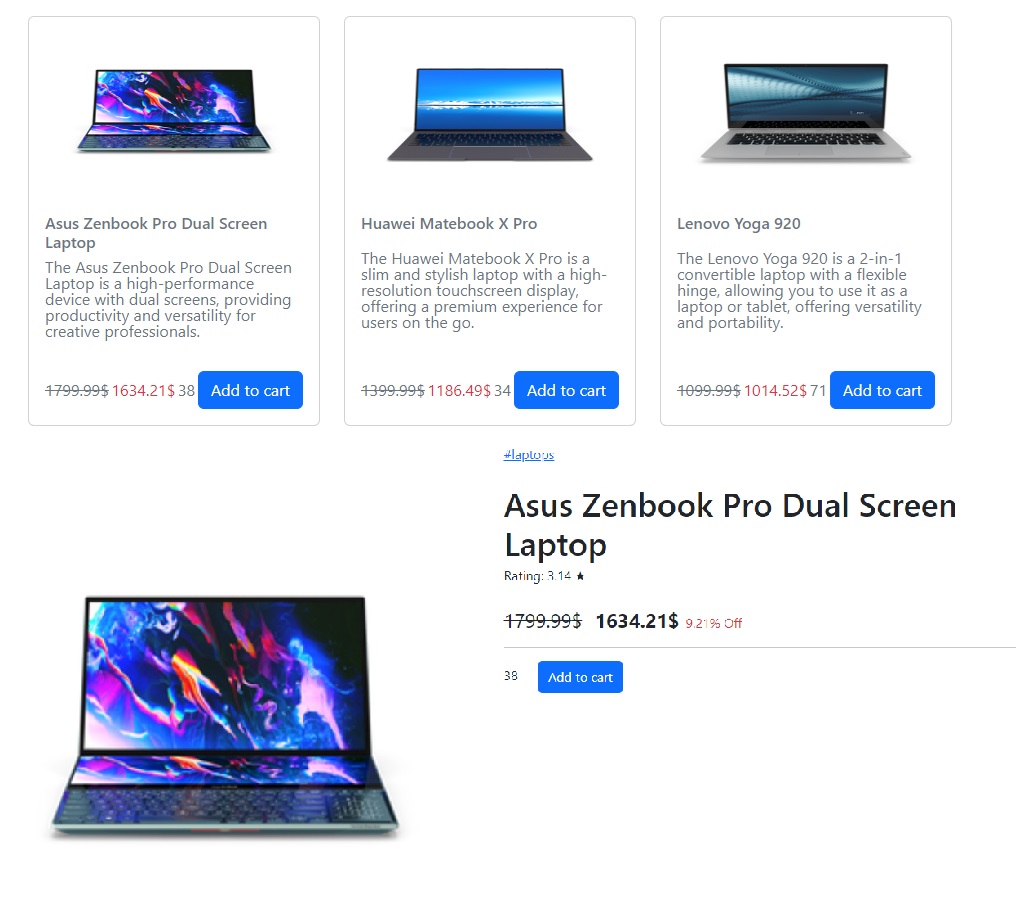 Asus Zenbook Pro Dual Screen
Laptop
The Asus Zenbook Pro Dual Screen
Laptop is a high-performance
device with dual screens, providing
productivity and versatility for
creative professionals.
1799.99$ 1634.21$ 38 Add to cart
Huawei Matebook X Pro
The Huawei Matebook X Pro is a
slim and stylish laptop with a high-
resolution touchscreen display,
offering a premium experience for
users on the go.
1399.99$ 1186.49$ 34 Add to cart
Lenovo Yoga 920
The Lenovo Yoga 920 is a 2-in-1
convertible laptop with a flexible
hinge, allowing you to use it as a
laptop or tablet, offering versatility
and portability.
1099.99$ 1014.52$ 71 Add to cart
#laptops
Asus Zenbook Pro Dual Screen
Laptop
Rating: 3.14 ★
1799.99$ 1634.21$ 9.21% Off
38 Add to cart